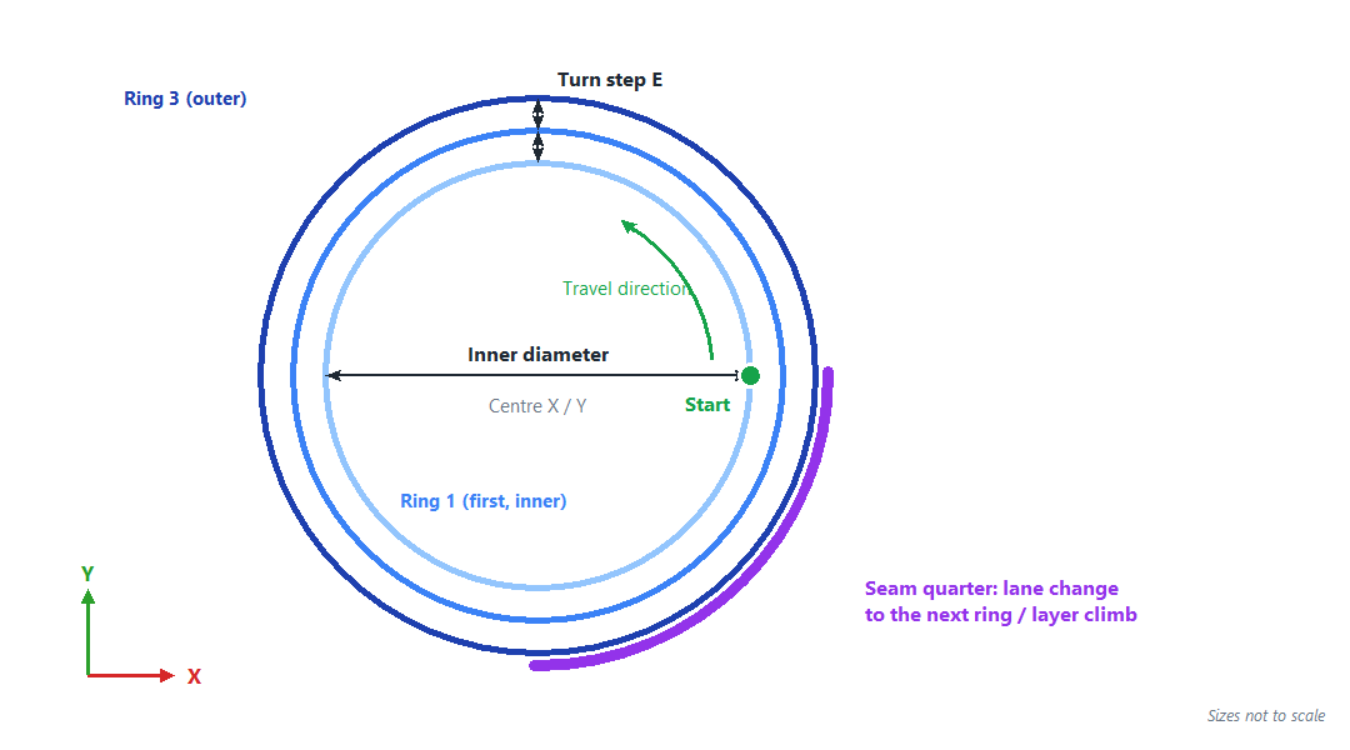 Turn step E
Ring 3 (outer)
Travel direction
Inner diameter
Centre X / Y
Start
Ring 1 (first, inner)
Y
Seam quarter: lane change
to the next ring / layer climb
X
Sizes not to scale